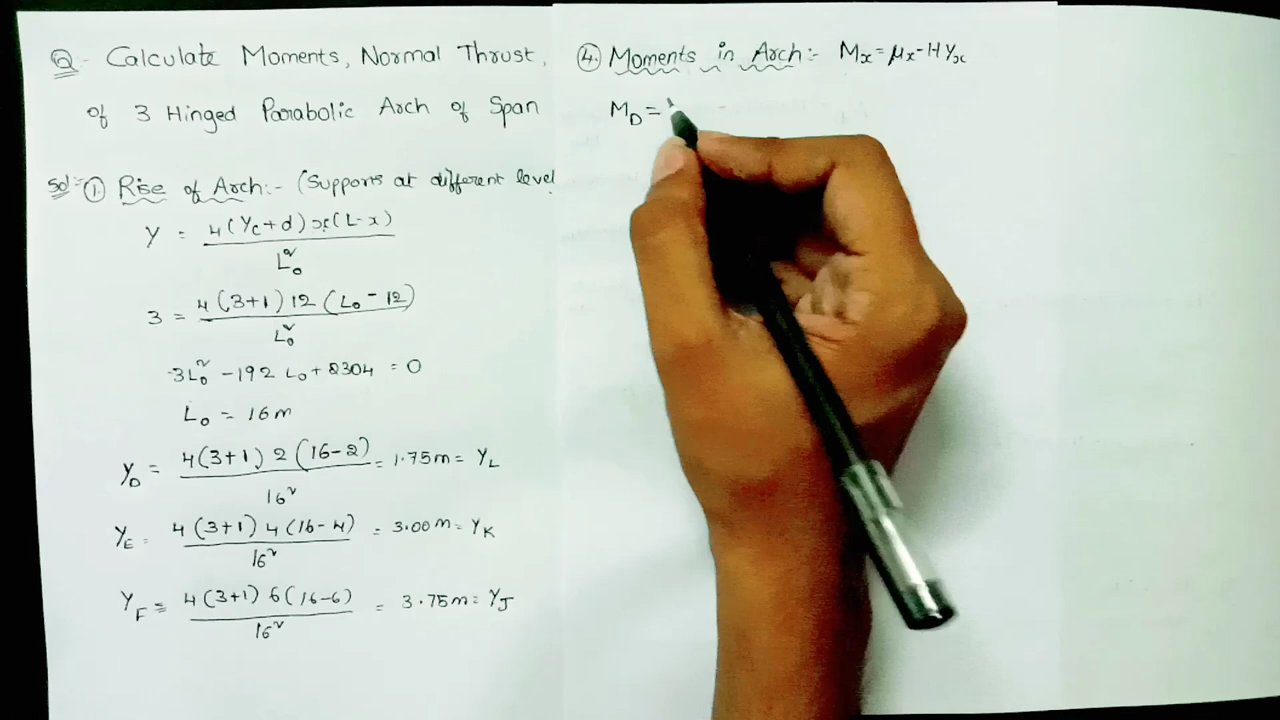 Q- Calculate Moments, Normal Thrust,
of 3 Hinged Parabolic Arch of Span
Sol:- ① Rise of Arch:- (Supports at different level
y = 4(Yc+d)x(L-x) / L₀²
3 = 4(3+1)12(L₀-12) / L₀²
3L₀² - 192 L₀ + 2304 = 0
L₀ = 16m
y_D = 4(3+1)2(16-2) / 16² = 1.75m = Y_L
Y_E = 4(3+1)4(16-4) / 16² = 3.00m = Y_K
Y_F = 4(3+1)6(16-6) / 16² = 3.75m = Y_J
④. Moments in Arch:- Mx = μx - HYx
M_D =